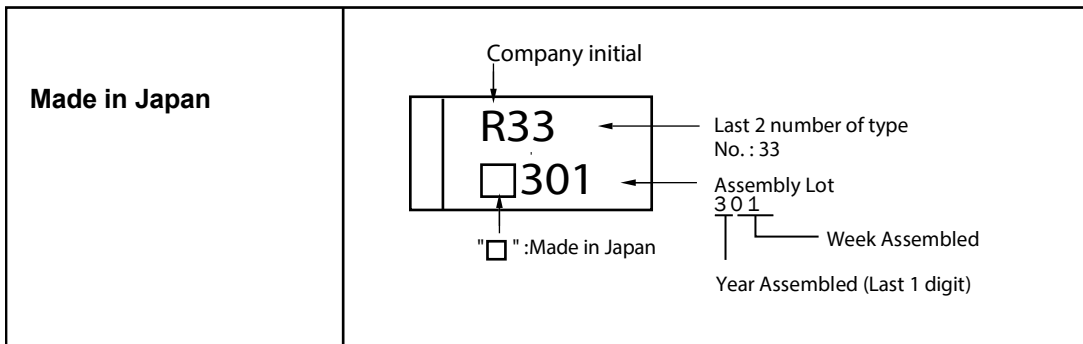 Made in Japan
Company initial
R33
□301
Last 2 number of type
No. : 33
Assembly Lot
301
Week Assembled
Year Assembled (Last 1 digit)
"□" :Made in Japan